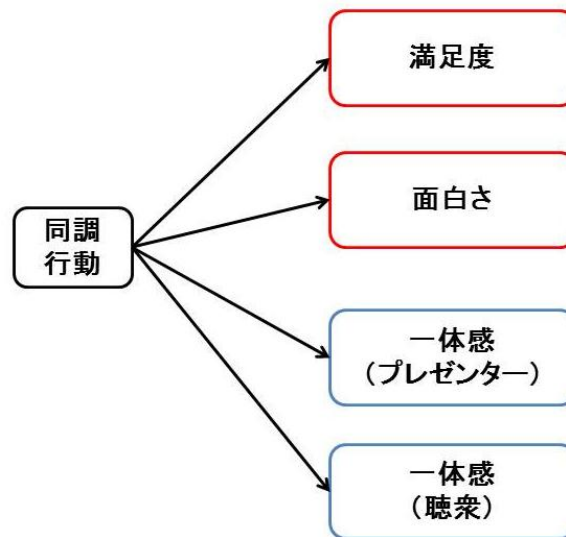 満足度
面白さ
同調
行動
一体感
（プレゼンター）
一体感
（聴衆）